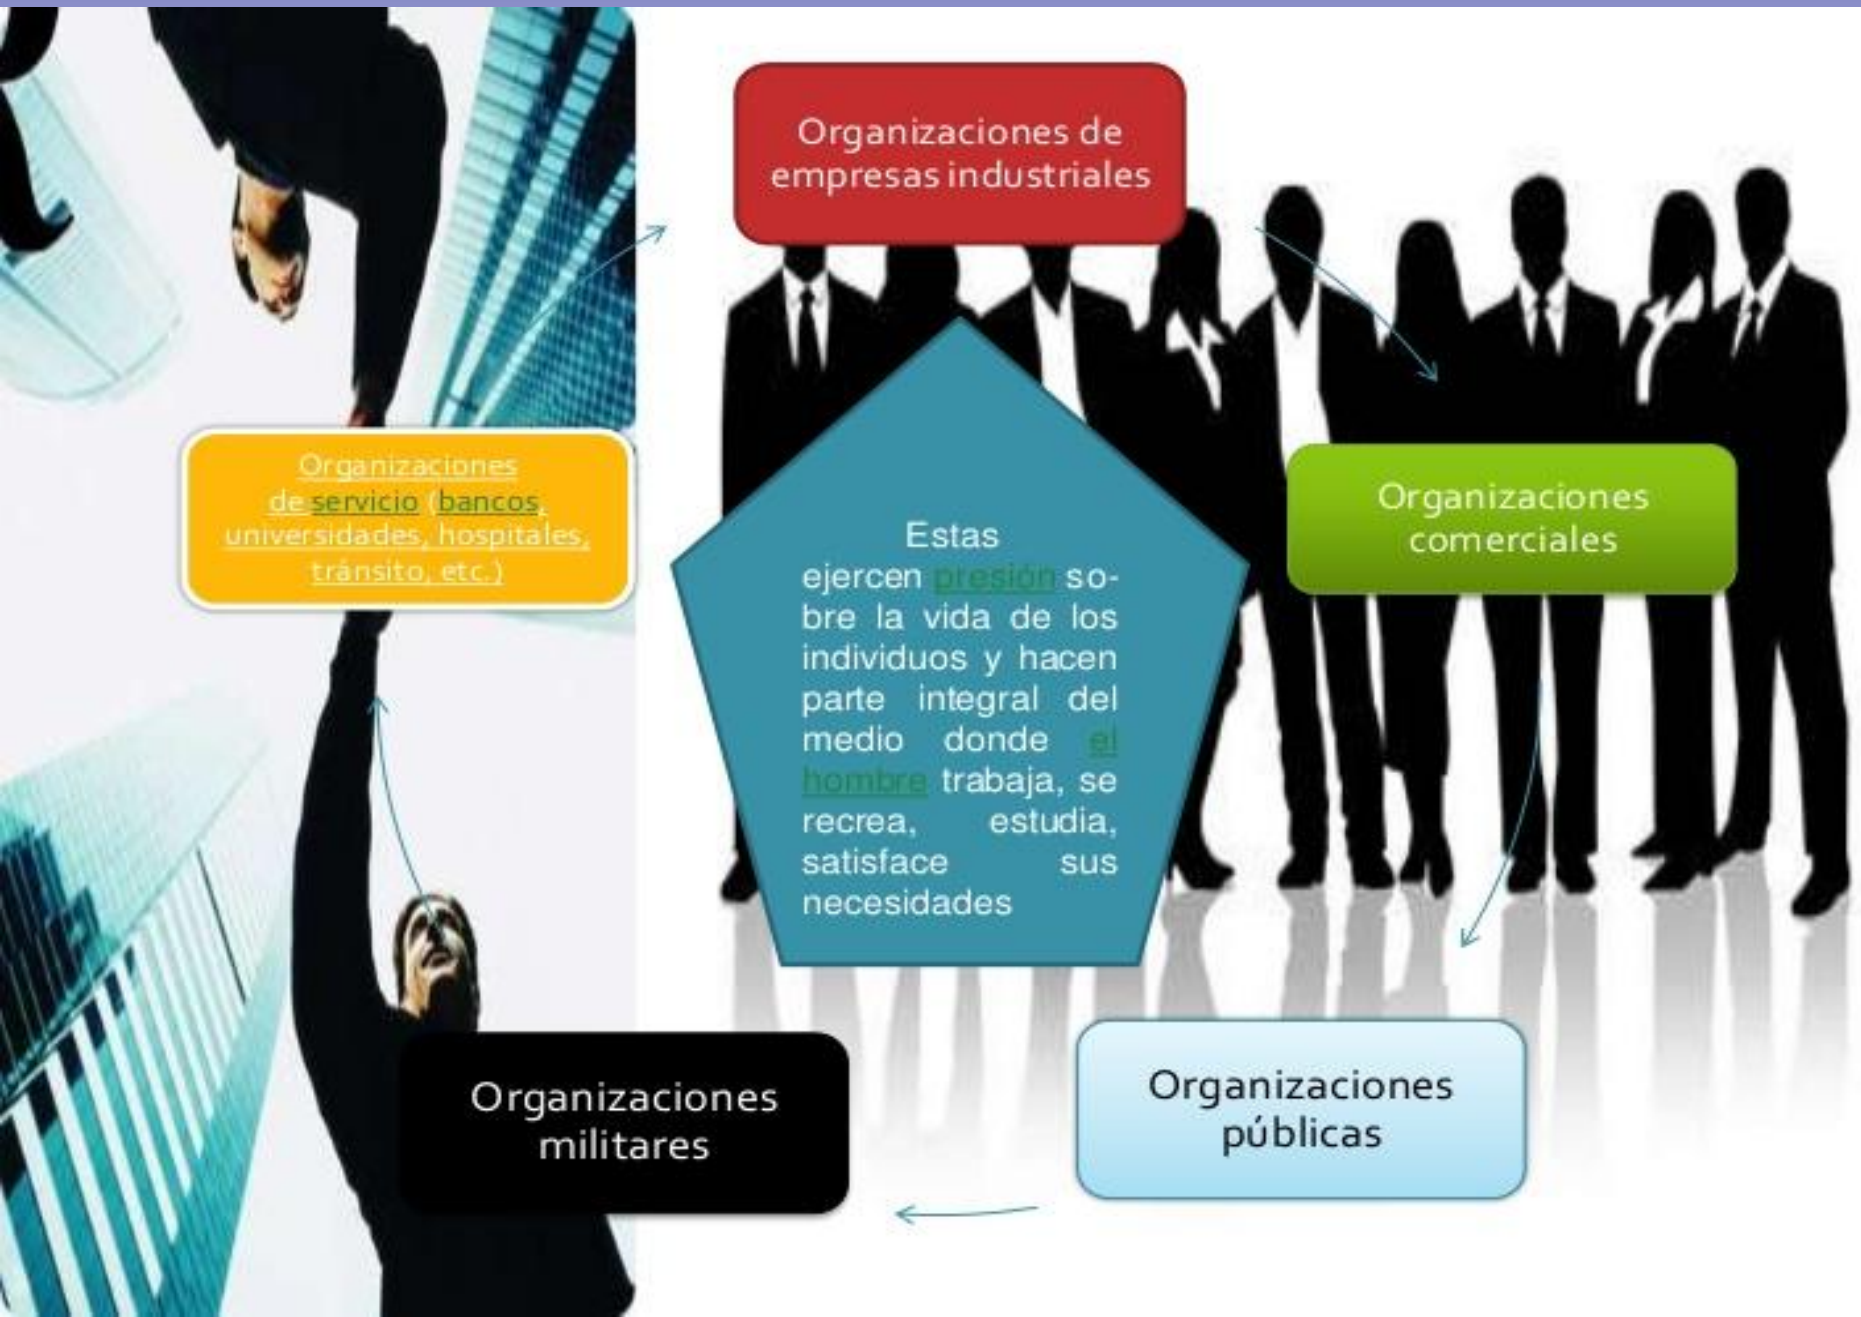 Organizaciones de
empresas industriales
Organizaciones
de servicio (bancos,
universidades, hospitales,
tránsito, etc.)
Organizaciones
comerciales
Estas
ejercen presión so-
bre la vida de los
individuos y hacen
parte integral del
medio donde el
hombre trabaja, se
recrea, estudia,
satisface sus
necesidades
Organizaciones
militares
Organizaciones
públicas